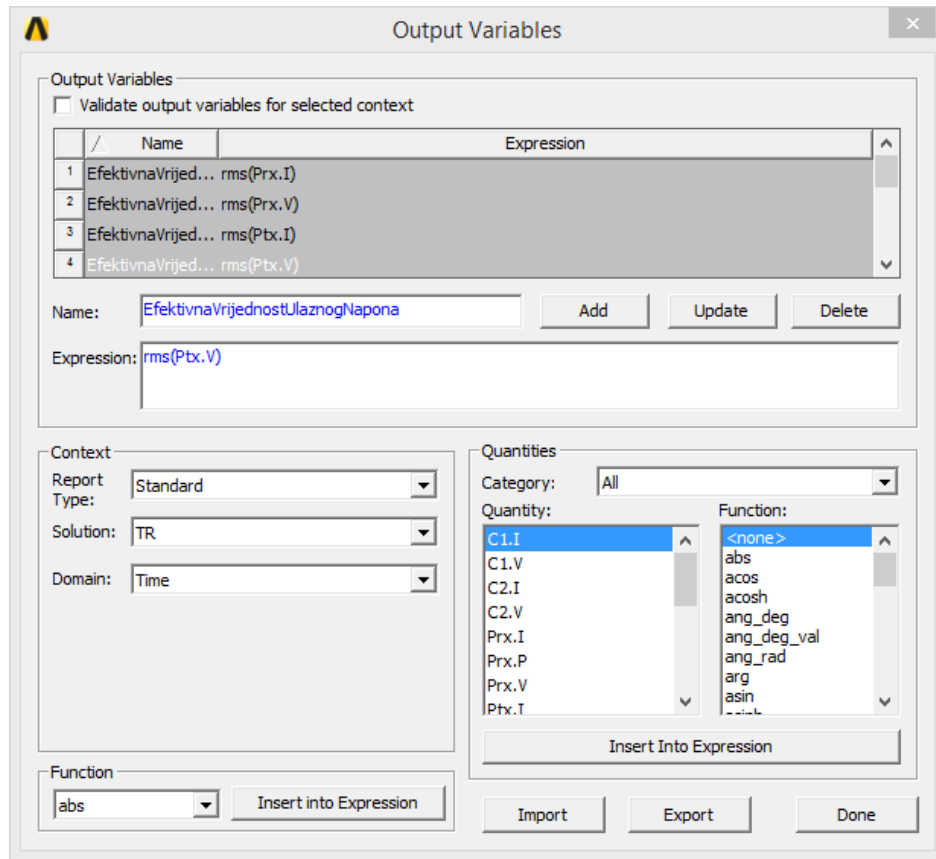 Output Variables
Output Variables
Validate output variables for selected context
Name Expression
1 EfektivnaVrijed... rms(Prx.I)
2 EfektivnaVrijed... rms(Prx.V)
3 EfektivnaVrijed... rms(Ptx.I)
4 EfektivnaVrijed... rms(Ptx.V)
Name: EfektivnaVrijednostUlaznogNapona Add Update Delete
Expression: rms(Ptx.V)
Context
Report Type: Standard
Solution: TR
Domain: Time
Quantities
Category: All
Quantity: Function:
C1.I <none>
C1.V abs
C2.I acos
C2.V acosh
Prx.I ang_deg
Prx.P ang_deg_val
Prx.V ang_rad
Ptx.I arg
asin
Insert Into Expression
Function
abs Insert into Expression
Import Export Done